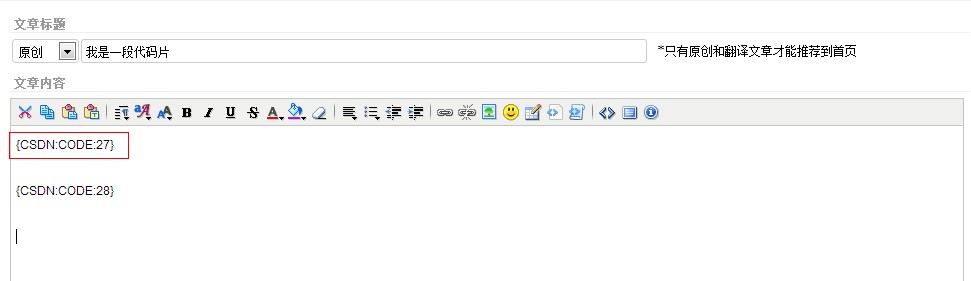 文章标题
原创 我是一段代码片 *只有原创和翻译文章才能推荐到首页
文章内容
{CSDN:CODE:27}
{CSDN:CODE:28}